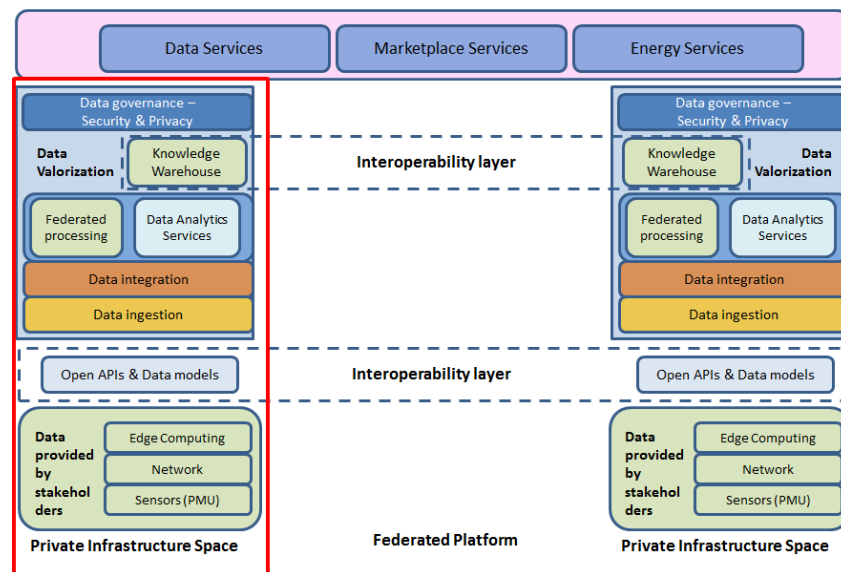 Data Services
Marketplace Services
Energy Services
Data governance –
Security & Privacy
Data
Valorization
Knowledge
Warehouse
Federated
processing
Data Analytics
Services
Data integration
Data ingestion
Interoperability layer
Data governance –
Security & Privacy
Knowledge
Warehouse
Data
Valorization
Federated
processing
Data Analytics
Services
Data integration
Data ingestion
Open APIs & Data models
Interoperability layer
Open APIs & Data models
Data
provided
by
stakehol
ders
Edge Computing
Network
Sensors (PMU)
Private Infrastructure Space
Federated Platform
Data
provided
by
stakehol
ders
Edge Computing
Network
Sensors (PMU)
Private Infrastructure Space